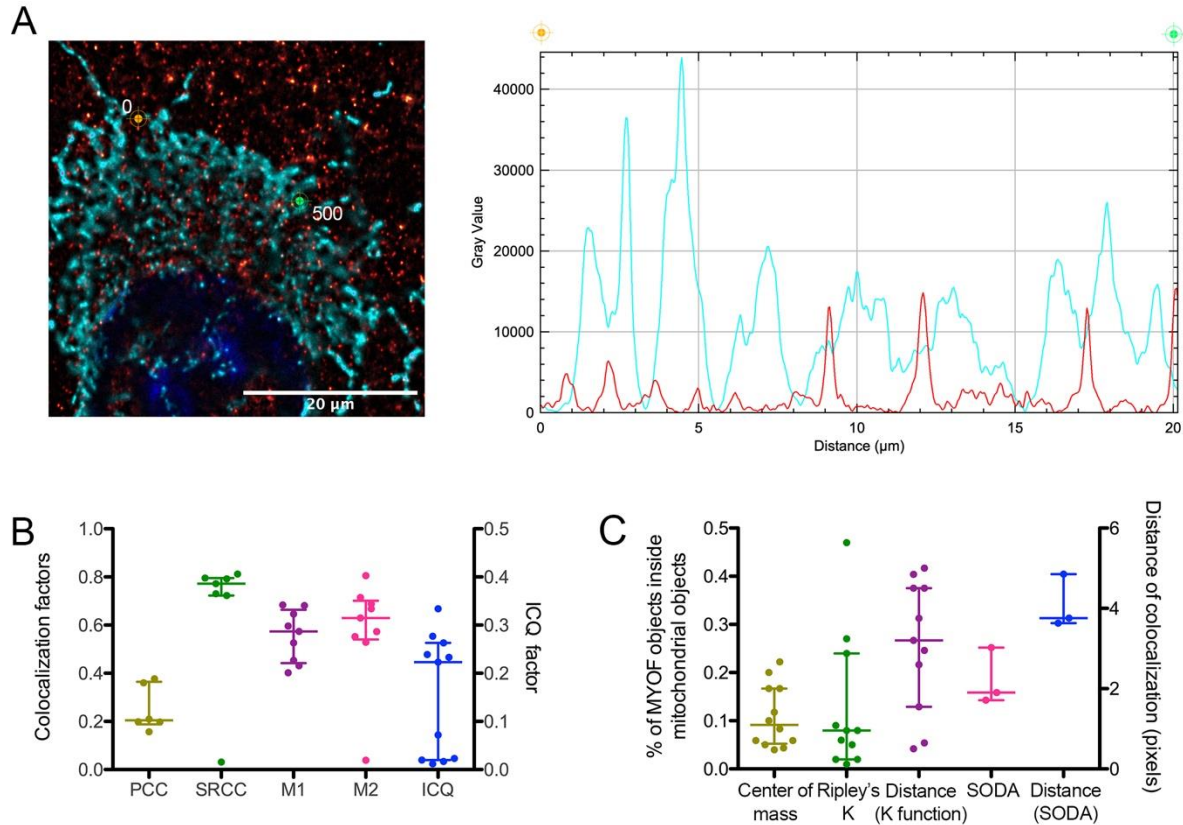 A
0
500
20 µm
Gray Value
40000
30000
20000
10000
0
0
5
10
15
20
Distance (µm)
B
Colocalization factors
1.0
0.8
0.6
0.4
0.2
0.0
0.5
0.4
0.3
0.2
0.1
0.0
ICQ factor
PCC
SRCC
M1
M2
ICQ
C
% of MYOF objects inside
mitochondrial objects
0.5
0.4
0.3
0.2
0.1
0.0
6
4
2
0
Distance of colocalization (pixels)
Center of
mass
Ripley's
K
Distance
(K function)
SODA
Distance
(SODA)